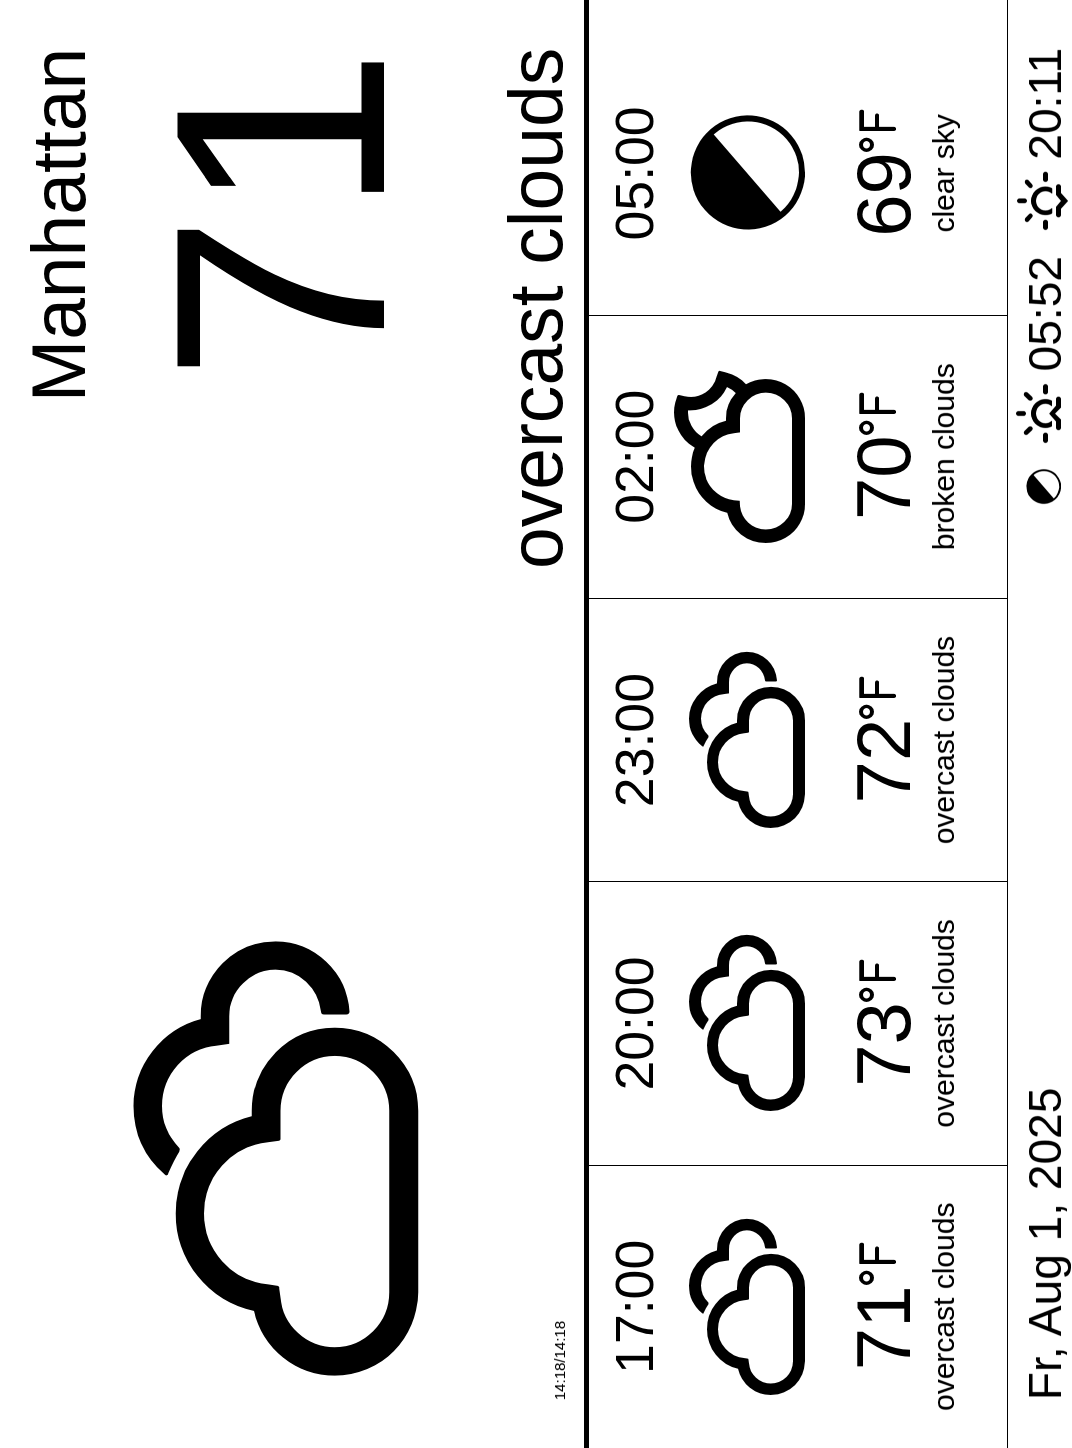 Manhattan
71
overcast clouds
14:18/14:18
17:00 20:00 23:00 02:00 05:00
71°F 73°F 72°F 70°F 69°F
overcast clouds overcast clouds overcast clouds broken clouds clear sky
Fr, Aug 1, 2025 05:52 20:11